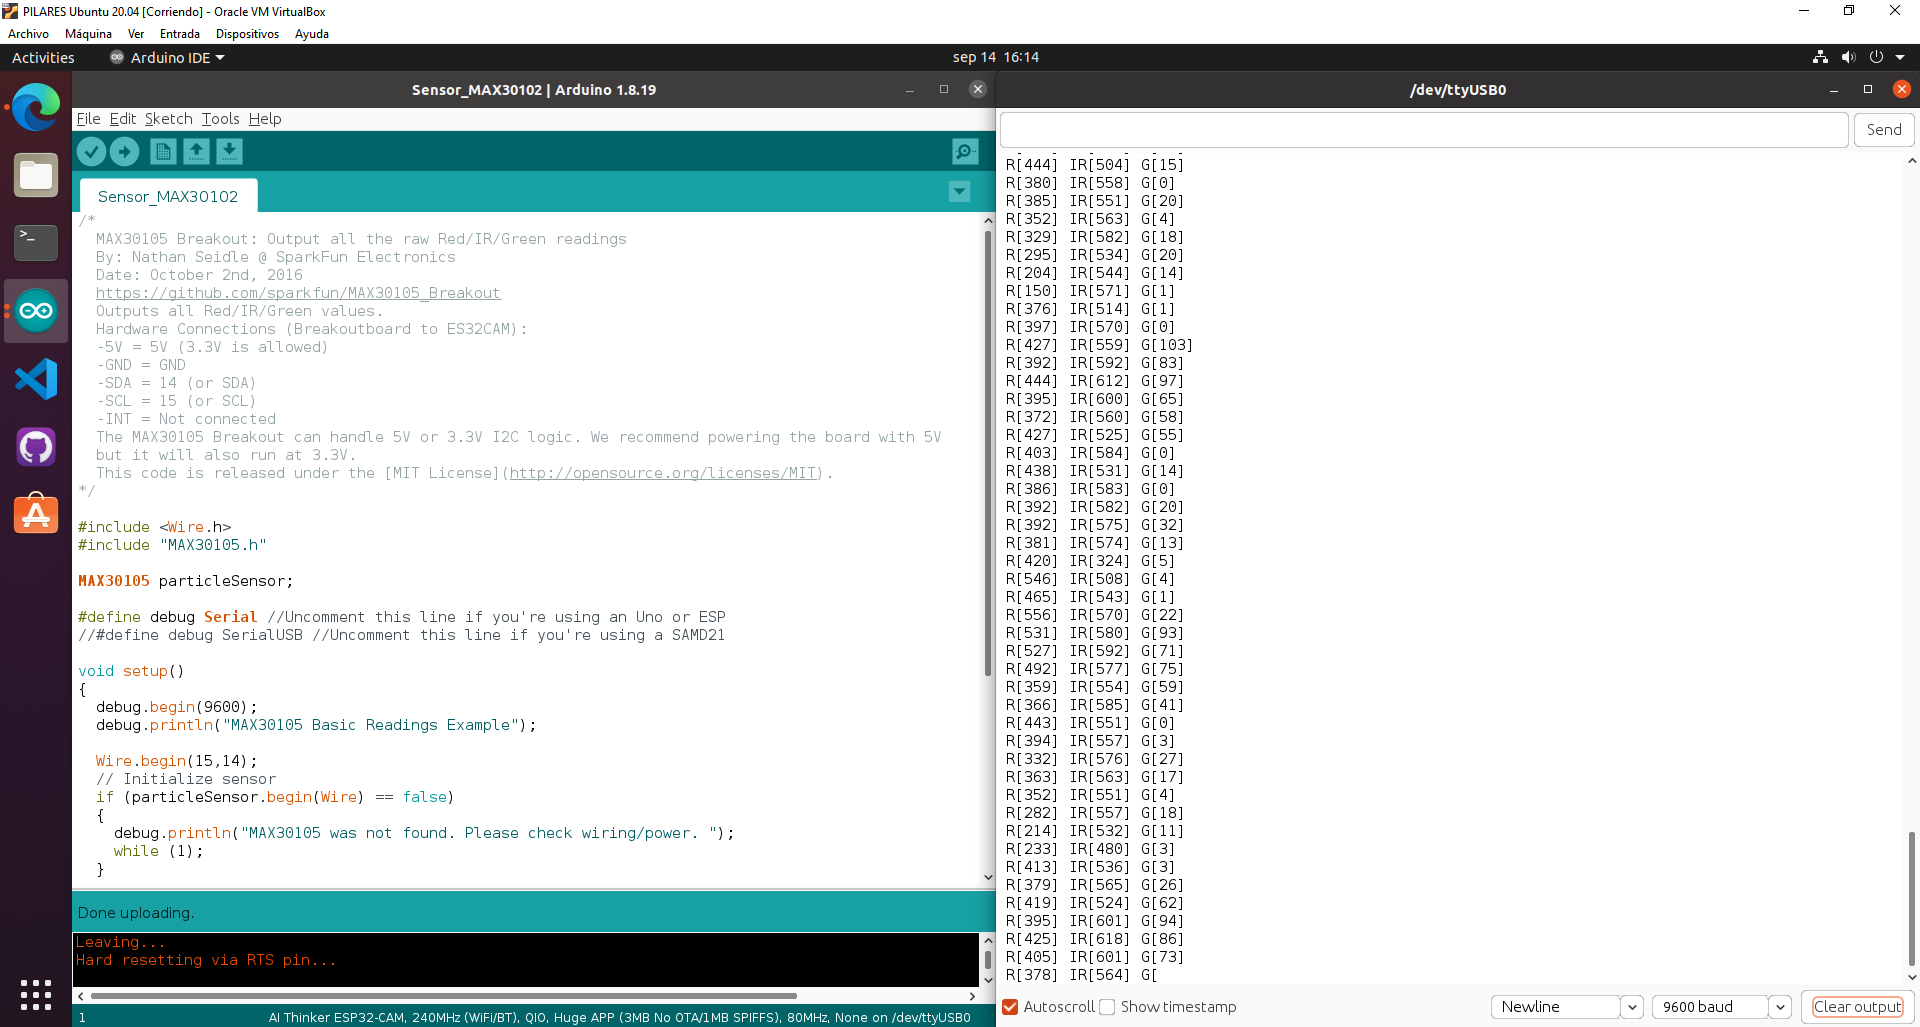 PILARES Ubuntu 20.04 [Corriendo] - Oracle VM VirtualBox
Archivo Máquina Ver Entrada Dispositivos Ayuda
Activities Arduino IDE sep 14 16:14
Sensor_MAX30102 | Arduino 1.8.19
File Edit Sketch Tools Help
Sensor_MAX30102
/*
MAX30105 Breakout: Output all the raw Red/IR/Green readings
By: Nathan Seidle @ SparkFun Electronics
Date: October 2nd, 2016
https://github.com/sparkfun/MAX30105_Breakout
Outputs all Red/IR/Green values.
Hardware Connections (Breakoutboard to ES32CAM):
-5V = 5V (3.3V is allowed)
-GND = GND
-SDA = 14 (or SDA)
-SCL = 15 (or SCL)
-INT = Not connected
The MAX30105 Breakout can handle 5V or 3.3V I2C logic. We recommend powering the board with 5V
but it will also run at 3.3V.
This code is released under the [MIT License](http://opensource.org/licenses/MIT).
*/
#include <Wire.h>
#include "MAX30105.h"
MAX30105 particleSensor;
#define debug Serial //Uncomment this line if you're using an Uno or ESP
//#define debug SerialUSB //Uncomment this line if you're using a SAMD21
void setup()
{
debug.begin(9600);
debug.println("MAX30105 Basic Readings Example");
Wire.begin(15,14);
// Initialize sensor
if (particleSensor.begin(Wire) == false)
{
debug.println("MAX30105 was not found. Please check wiring/power. ");
while (1);
}
Done uploading.
Leaving...
Hard resetting via RTS pin...
1 AI Thinker ESP32-CAM, 240MHz (WiFi/BT), QIO, Huge APP (3MB No OTA/1MB SPIFFS), 80MHz, None on /dev/ttyUSB0
/dev/ttyUSB0
Send
R[444] IR[504] G[15]
R[380] IR[558] G[0]
R[385] IR[551] G[20]
R[352] IR[563] G[4]
R[329] IR[582] G[18]
R[295] IR[534] G[20]
R[204] IR[544] G[14]
R[150] IR[571] G[1]
R[376] IR[514] G[1]
R[397] IR[570] G[0]
R[427] IR[559] G[103]
R[392] IR[592] G[83]
R[444] IR[612] G[97]
R[395] IR[600] G[65]
R[372] IR[560] G[58]
R[427] IR[525] G[55]
R[403] IR[584] G[0]
R[438] IR[531] G[14]
R[386] IR[583] G[0]
R[392] IR[582] G[20]
R[392] IR[575] G[32]
R[381] IR[574] G[13]
R[420] IR[324] G[5]
R[546] IR[508] G[4]
R[465] IR[543] G[1]
R[556] IR[570] G[22]
R[531] IR[580] G[93]
R[527] IR[592] G[71]
R[492] IR[577] G[75]
R[359] IR[554] G[59]
R[366] IR[585] G[41]
R[443] IR[551] G[0]
R[394] IR[557] G[3]
R[332] IR[576] G[27]
R[363] IR[563] G[17]
R[352] IR[551] G[4]
R[282] IR[557] G[18]
R[214] IR[532] G[11]
R[233] IR[480] G[3]
R[413] IR[536] G[3]
R[379] IR[565] G[26]
R[419] IR[524] G[62]
R[395] IR[601] G[94]
R[425] IR[618] G[86]
R[405] IR[601] G[73]
R[378] IR[564] G[
Autoscroll Show timestamp Newline 9600 baud Clear output